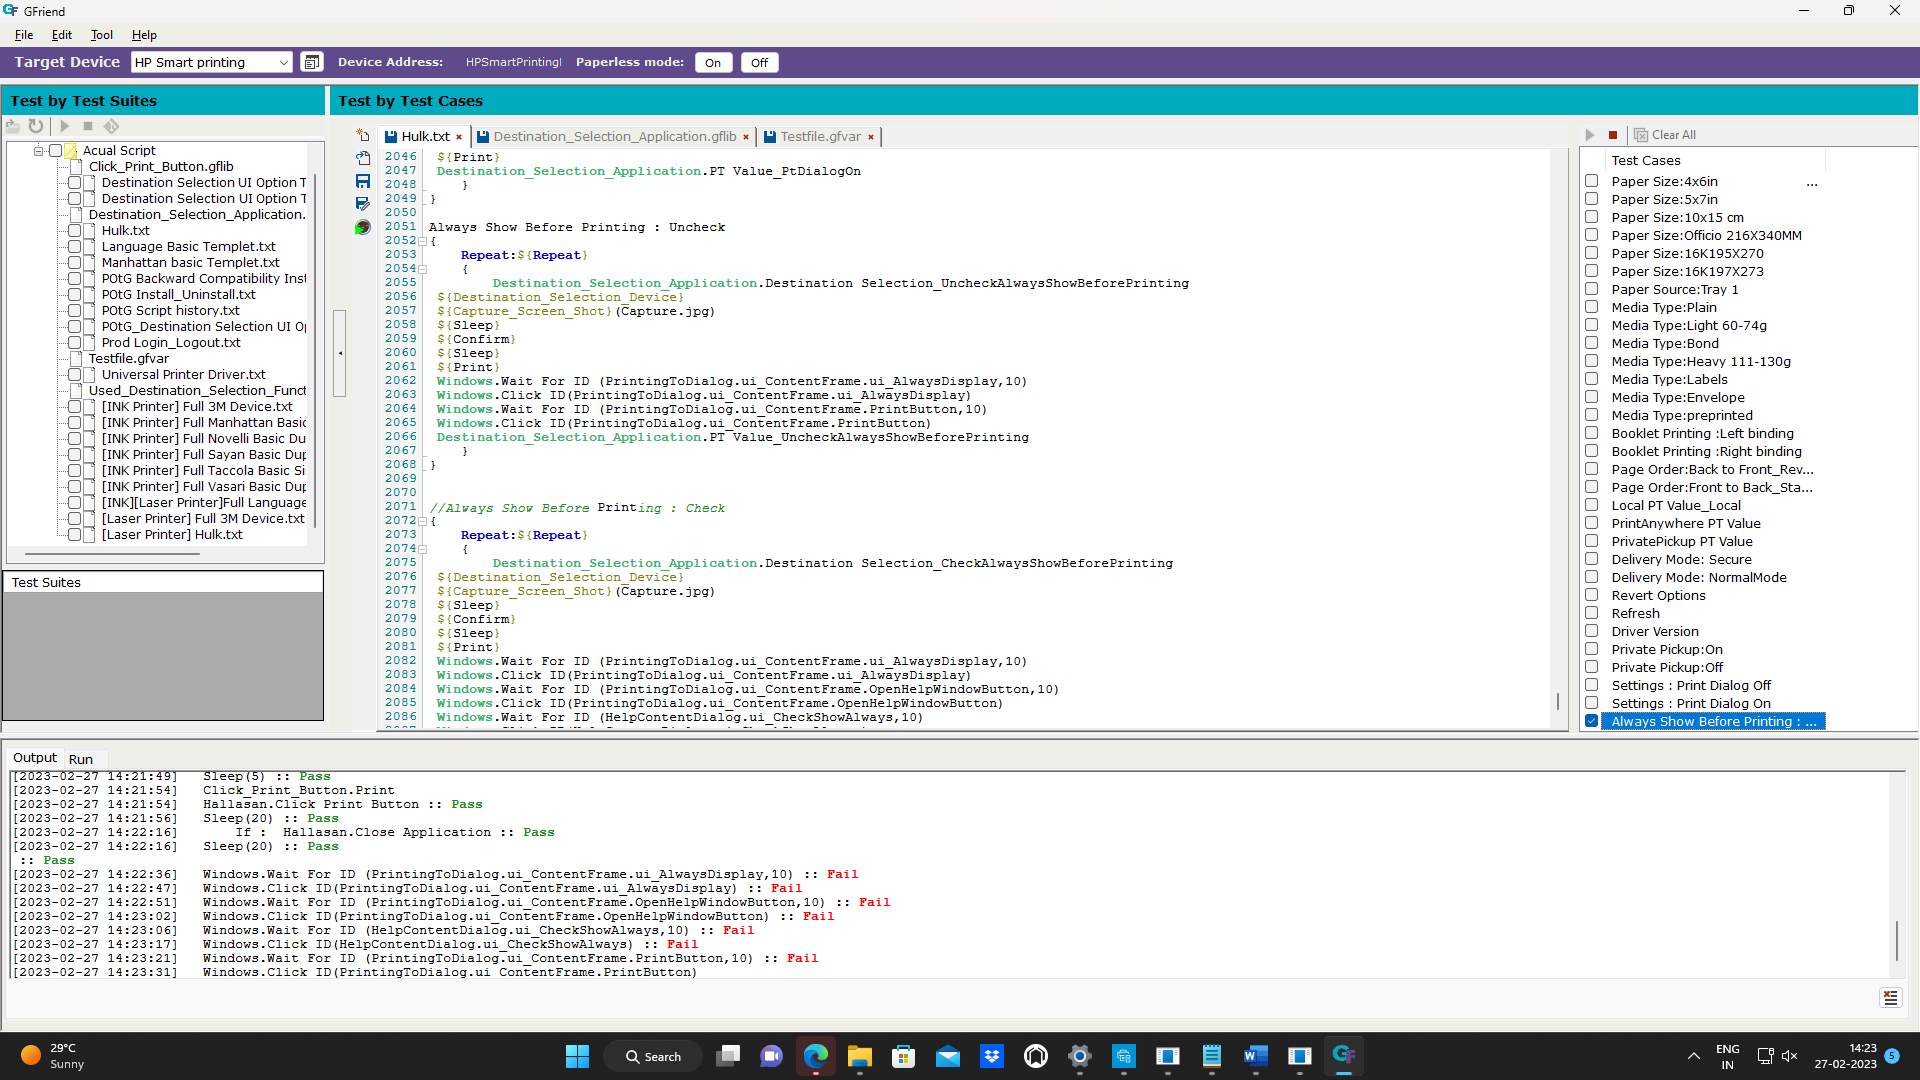 GFriend
File Edit Tool Help
Target Device HP Smart printing Device Address: HPSmartPrintingI Paperless mode: On Off
Test by Test Suites
Test by Test Cases
Acual Script
Click_Print_Button.gflib
Destination Selection UI Option T
Destination Selection UI Option T
Destination_Selection_Application.
Hulk.txt
Language Basic Templet.txt
Manhattan basic Templet.txt
POtG Backward Compatibility Inst
POtG Install_Uninstall.txt
POtG Script history.txt
POtG_Destination Selection UI Op
Prod Login_Logout.txt
Testfile.gfvar
Universal Printer Driver.txt
Used_Destination_Selection_Funct
[INK Printer] Full 3M Device.txt
[INK Printer] Full Manhattan Basic
[INK Printer] Full Novelli Basic Du
[INK Printer] Full Sayan Basic Dup
[INK Printer] Full Taccola Basic Si
[INK Printer] Full Vasari Basic Dup
[INK][Laser Printer]Full Language
[Laser Printer] Full 3M Device.txt
[Laser Printer] Hulk.txt
Test Suites
Hulk.txt Destination_Selection_Application.gflib Testfile.gfvar
2046 ${Print}
2047 Destination_Selection_Application.PT Value_PtDialogOn
2048 }
2049 }
2050
2051 Always Show Before Printing : Uncheck
2052 {
2053 Repeat:${Repeat}
2054 {
2055 Destination_Selection_Application.Destination Selection_UncheckAlwaysShowBeforePrinting
2056 ${Destination_Selection_Device}
2057 ${Capture_Screen_Shot}(Capture.jpg)
2058 ${Sleep}
2059 ${Confirm}
2060 ${Sleep}
2061 ${Print}
2062 Windows.Wait For ID (PrintingToDialog.ui_ContentFrame.ui_AlwaysDisplay,10)
2063 Windows.Click ID(PrintingToDialog.ui_ContentFrame.ui_AlwaysDisplay)
2064 Windows.Wait For ID (PrintingToDialog.ui_ContentFrame.PrintButton,10)
2065 Windows.Click ID(PrintingToDialog.ui_ContentFrame.PrintButton)
2066 Destination_Selection_Application.PT Value_UncheckAlwaysShowBeforePrinting
2067 }
2068 }
2069
2070
2071 //Always Show Before Printing : Check
2072 {
2073 Repeat:${Repeat}
2074 {
2075 Destination_Selection_Application.Destination Selection_CheckAlwaysShowBeforePrinting
2076 ${Destination_Selection_Device}
2077 ${Capture_Screen_Shot}(Capture.jpg)
2078 ${Sleep}
2079 ${Confirm}
2080 ${Sleep}
2081 ${Print}
2082 Windows.Wait For ID (PrintingToDialog.ui_ContentFrame.ui_AlwaysDisplay,10)
2083 Windows.Click ID(PrintingToDialog.ui_ContentFrame.ui_AlwaysDisplay)
2084 Windows.Wait For ID (PrintingToDialog.ui_ContentFrame.OpenHelpWindowButton,10)
2085 Windows.Click ID(PrintingToDialog.ui_ContentFrame.OpenHelpWindowButton)
2086 Windows.Wait For ID (HelpContentDialog.ui_CheckShowAlways,10)
Clear All
Test Cases
Paper Size:4x6in ...
Paper Size:5x7in
Paper Size:10x15 cm
Paper Size:Officio 216X340MM
Paper Size:16K195X270
Paper Size:16K197X273
Paper Source:Tray 1
Media Type:Plain
Media Type:Light 60-74g
Media Type:Bond
Media Type:Heavy 111-130g
Media Type:Labels
Media Type:Envelope
Media Type:preprinted
Booklet Printing :Left binding
Booklet Printing :Right binding
Page Order:Back to Front_Rev...
Page Order:Front to Back_Sta...
Local PT Value_Local
PrintAnywhere PT Value
PrivatePickup PT Value
Delivery Mode: Secure
Delivery Mode: NormalMode
Revert Options
Refresh
Driver Version
Private Pickup:On
Private Pickup:Off
Settings : Print Dialog Off
Settings : Print Dialog On
Always Show Before Printing : ...
Output Run
[2023-02-27 14:21:49] Sleep(5) :: Pass
[2023-02-27 14:21:54] Click_Print_Button.Print
[2023-02-27 14:21:54] Hallasan.Click Print Button :: Pass
[2023-02-27 14:21:56] Sleep(20) :: Pass
[2023-02-27 14:22:16] If : Hallasan.Close Application :: Pass
[2023-02-27 14:22:16] Sleep(20) :: Pass
:: Pass
[2023-02-27 14:22:36] Windows.Wait For ID (PrintingToDialog.ui_ContentFrame.ui_AlwaysDisplay,10) :: Fail
[2023-02-27 14:22:47] Windows.Click ID(PrintingToDialog.ui_ContentFrame.ui_AlwaysDisplay) :: Fail
[2023-02-27 14:22:51] Windows.Wait For ID (PrintingToDialog.ui_ContentFrame.OpenHelpWindowButton,10) :: Fail
[2023-02-27 14:23:02] Windows.Click ID(PrintingToDialog.ui_ContentFrame.OpenHelpWindowButton) :: Fail
[2023-02-27 14:23:06] Windows.Wait For ID (HelpContentDialog.ui_CheckShowAlways,10) :: Fail
[2023-02-27 14:23:17] Windows.Click ID(HelpContentDialog.ui_CheckShowAlways) :: Fail
[2023-02-27 14:23:21] Windows.Wait For ID (PrintingToDialog.ui_ContentFrame.PrintButton,10) :: Fail
[2023-02-27 14:23:31] Windows.Click ID(PrintingToDialog.ui_ContentFrame.PrintButton)
29°C
Sunny
Search
ENG
IN
14:23
27-02-2023
5